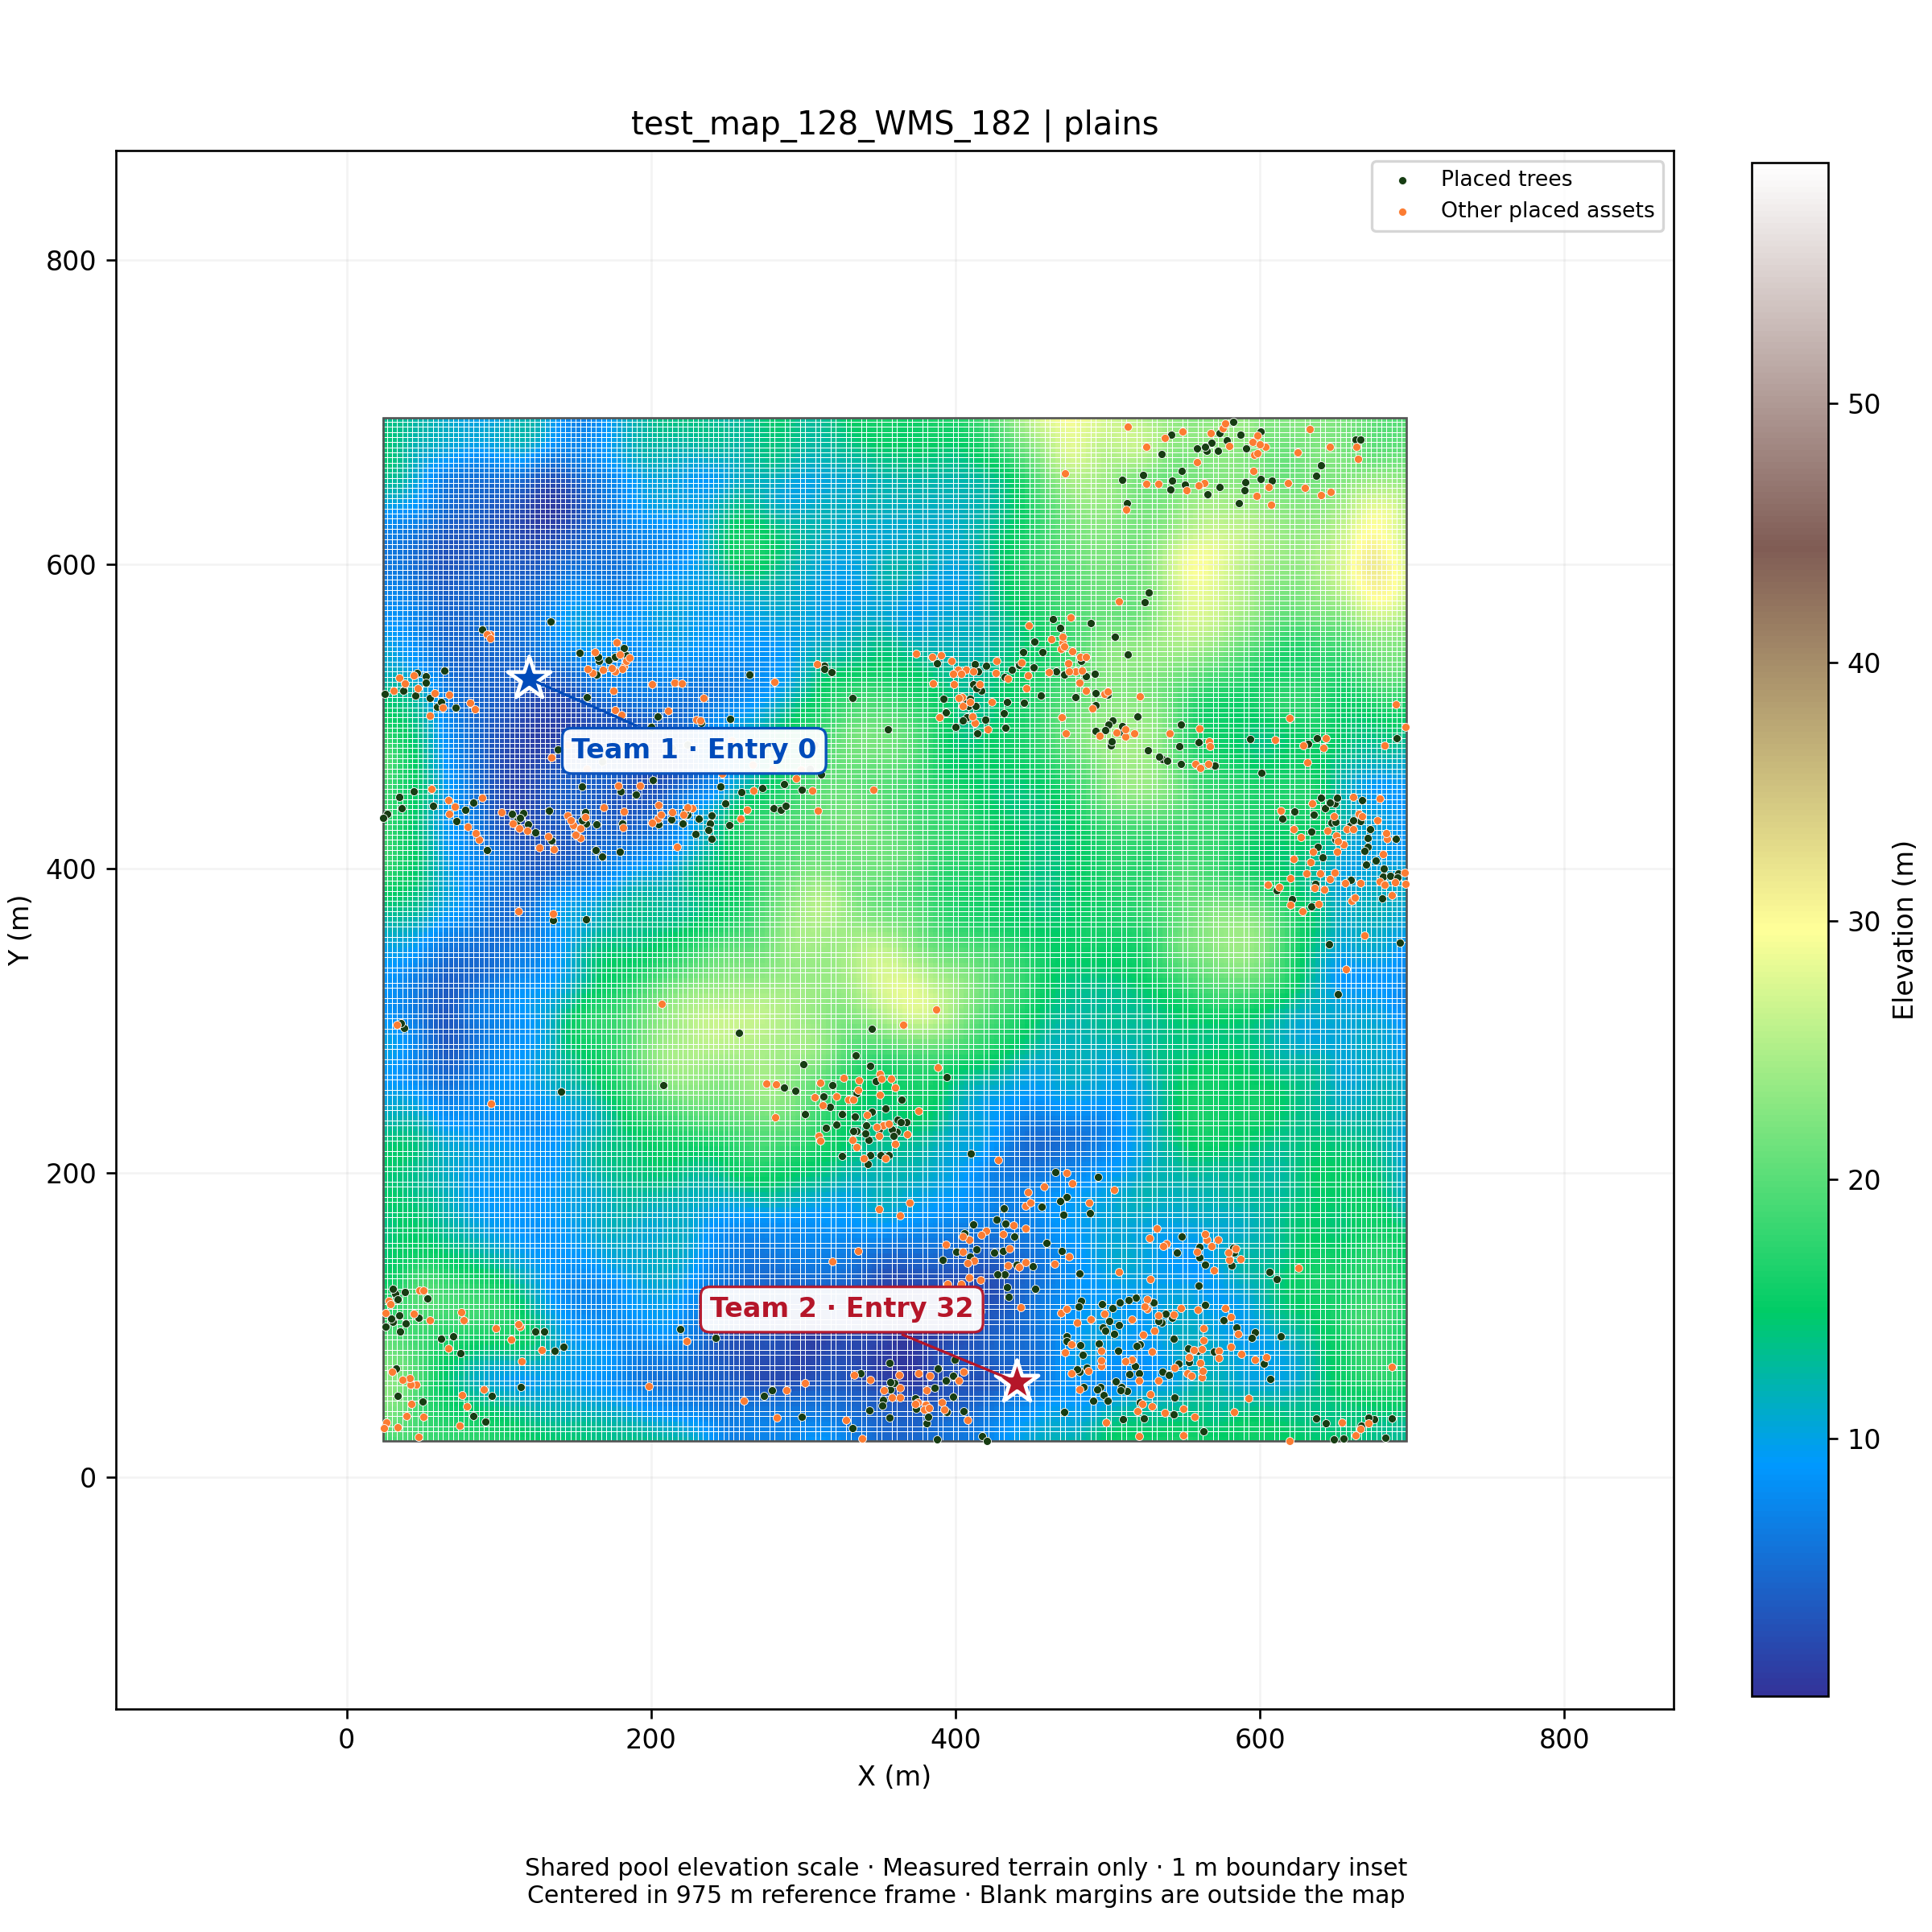 test_map_128_WMS_182 | plains
Placed trees
Other placed assets
800
600
400
200
0
Y (m)
Team 1 · Entry 0
Team 2 · Entry 32
0
200
400
600
800
X (m)
50
40
30
20
10
Elevation (m)
Shared pool elevation scale · Measured terrain only · 1 m boundary inset
Centered in 975 m reference frame · Blank margins are outside the map